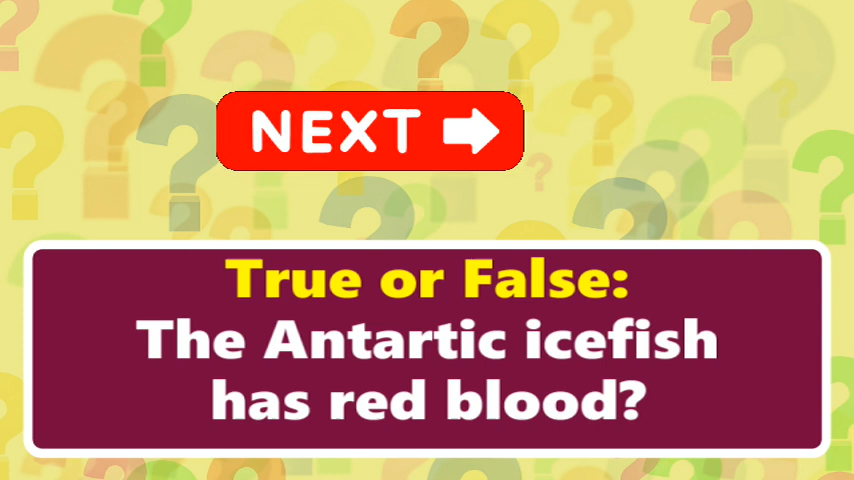 NEXT
True or False:
The Antartic icefish
has red blood?